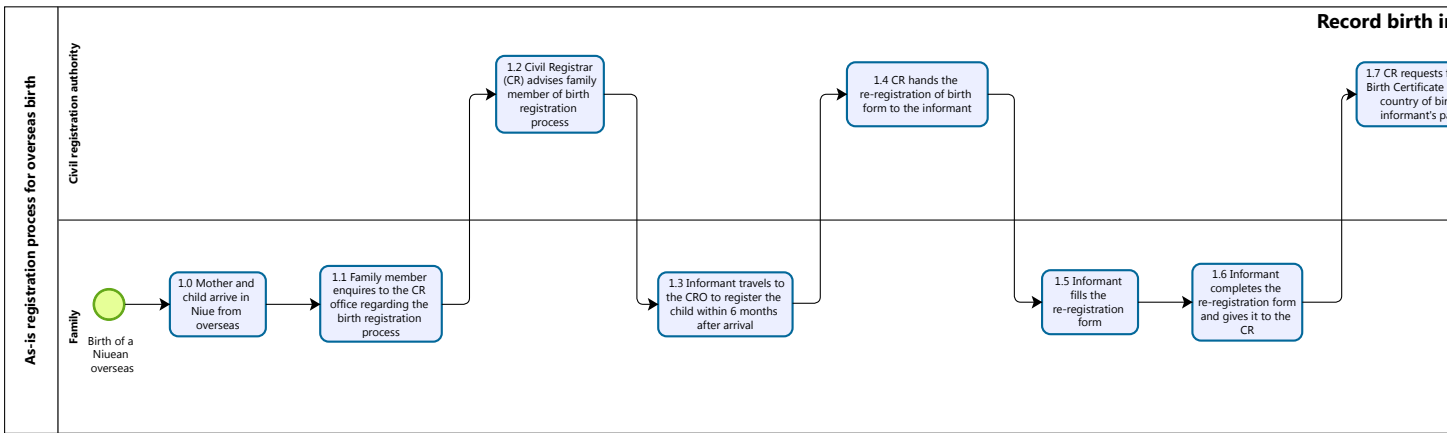 Record birth
As-is registration process for overseas birth
Civil registration authority
1.2 Civil Registrar
(CR) advises family
member of birth
registration
process
1.4 CR hands the
re-registration of birth
form to the informant
1.7 CR requests
Birth Certificate
country of
informant's
Family
Birth of a
Niuean
overseas
1.0 Mother and
child arrive in
Niue from
overseas
1.1 Family member
enquires to the CR
office regarding the
birth registration
process
1.3 Informant travels to
the CRO to register the
child within 6 months
after arrival
1.5 Informant
fills the
re-registration
form
1.6 Informant
completes the
re-registration form
and gives it to the
CR